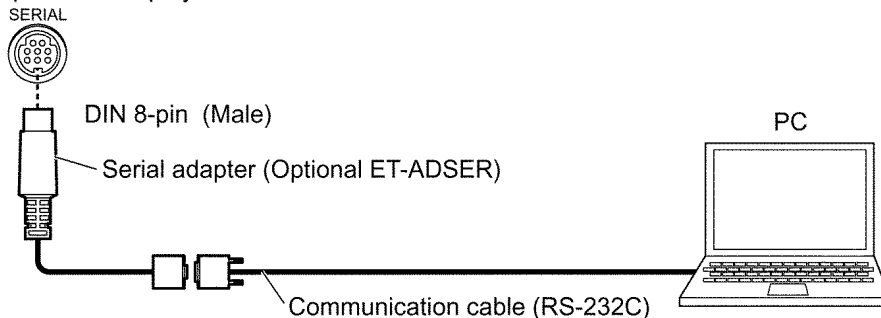 SERIAL
DIN 8-pin (Male)
PC
Serial adapter (Optional ET-ADSER)
Communication cable (RS-232C)